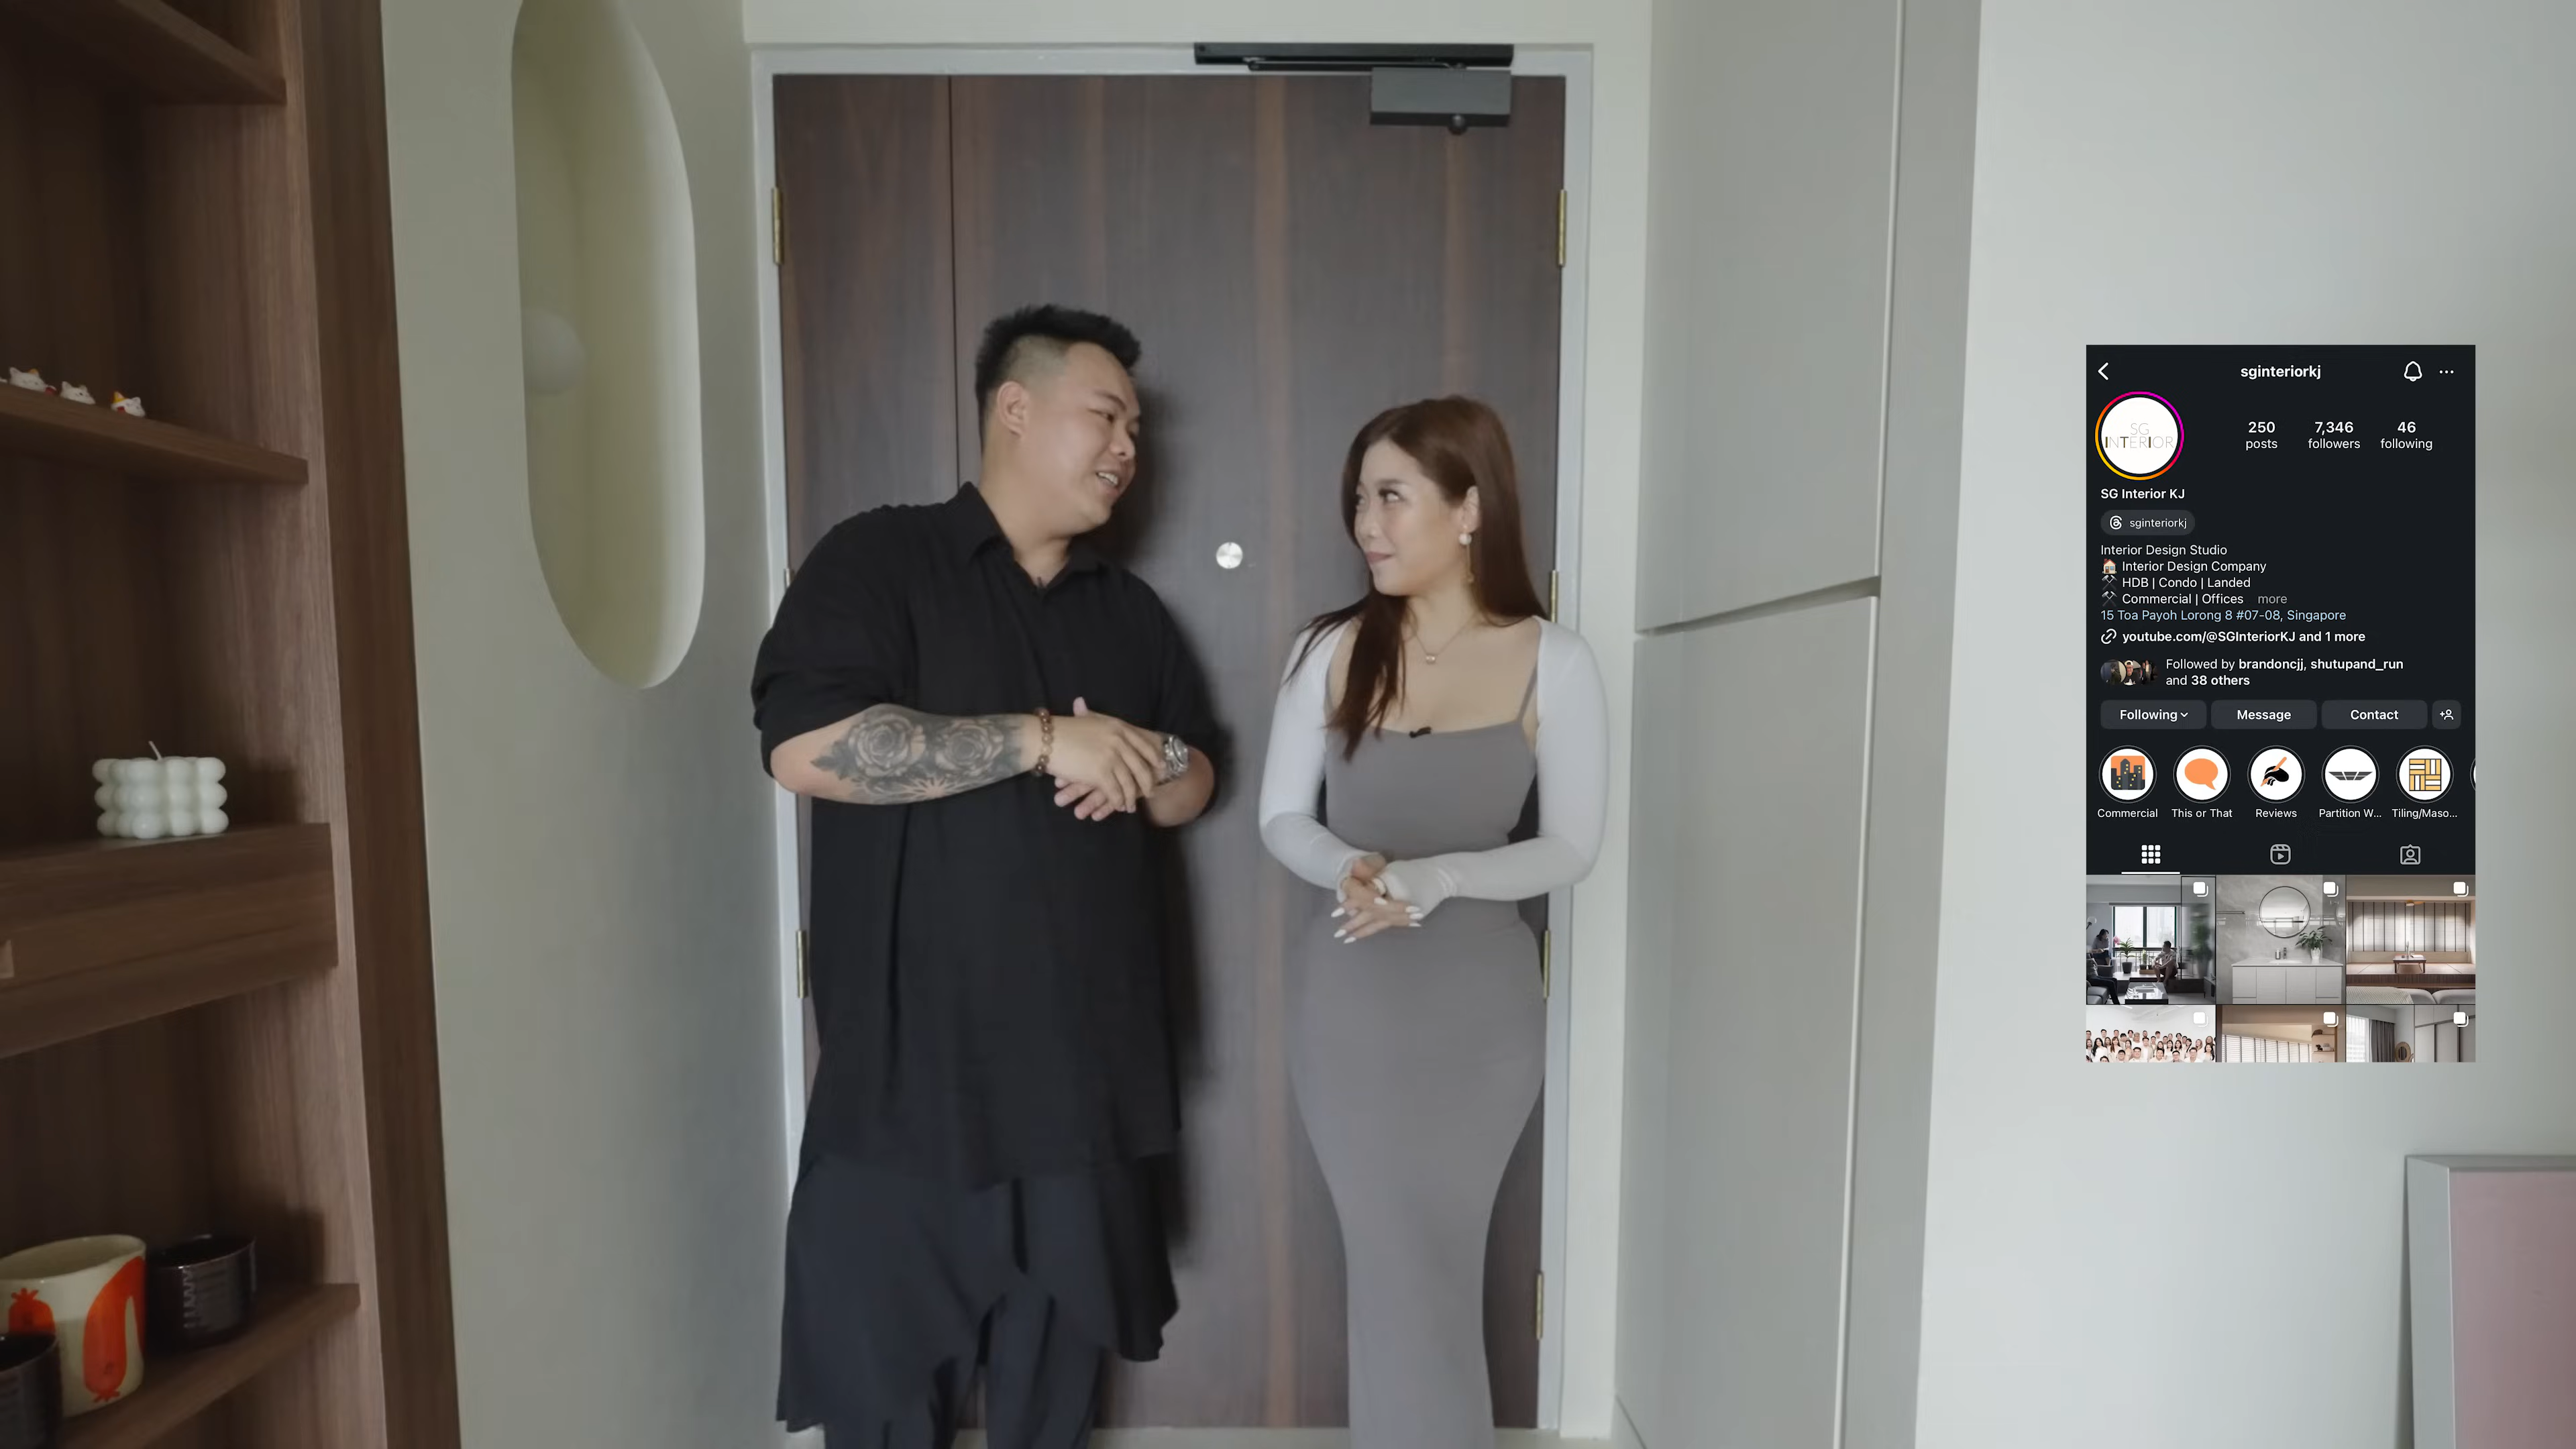 sginteriorkj
SG
INTERIOR
250 7,346 46
posts followers following
SG Interior KJ
sginteriorkj
Interior Design Studio
Interior Design Company
HDB | Condo | Landed
Commercial | Offices more
15 Toa Payoh Lorong 8 #07-08, Singapore
youtube.com/@SGInteriorKJ and 1 more
Followed by brandoncjj, shutupand_run
and 38 others
Following Message Contact
Commercial This or That Reviews Partition W... Tiling/Maso...